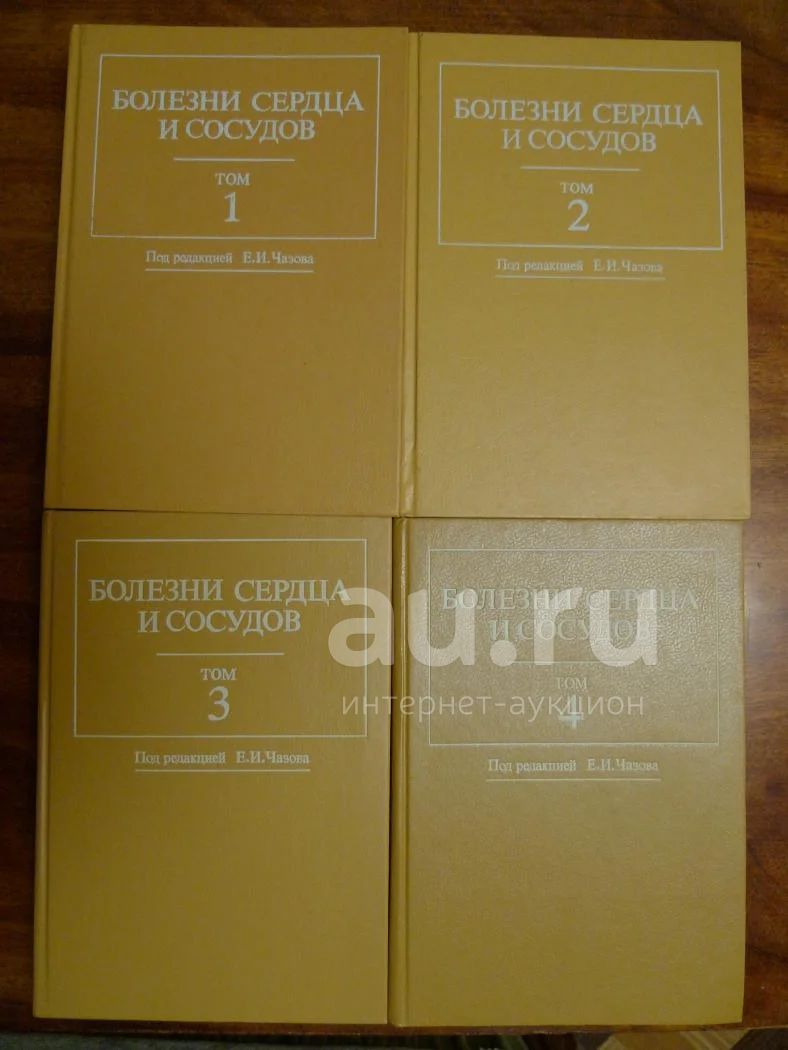 БОЛЕЗНИ СЕРДЦА
И СОСУДОВ
ТОМ
1
Под редакцией Е.И.Чазова
БОЛЕЗНИ СЕРДЦА
И СОСУДОВ
ТОМ
2
Под редакцией Е.И.Чазова
БОЛЕЗНИ СЕРДЦА
И СОСУДОВ
ТОМ
3
Под редакцией Е.И.Чазова
БОЛЕЗНИ СЕРДЦА
И СОСУДОВ
ТОМ
4
Под редакцией Е.И.Чазова
au.ru
интернет-аукцион